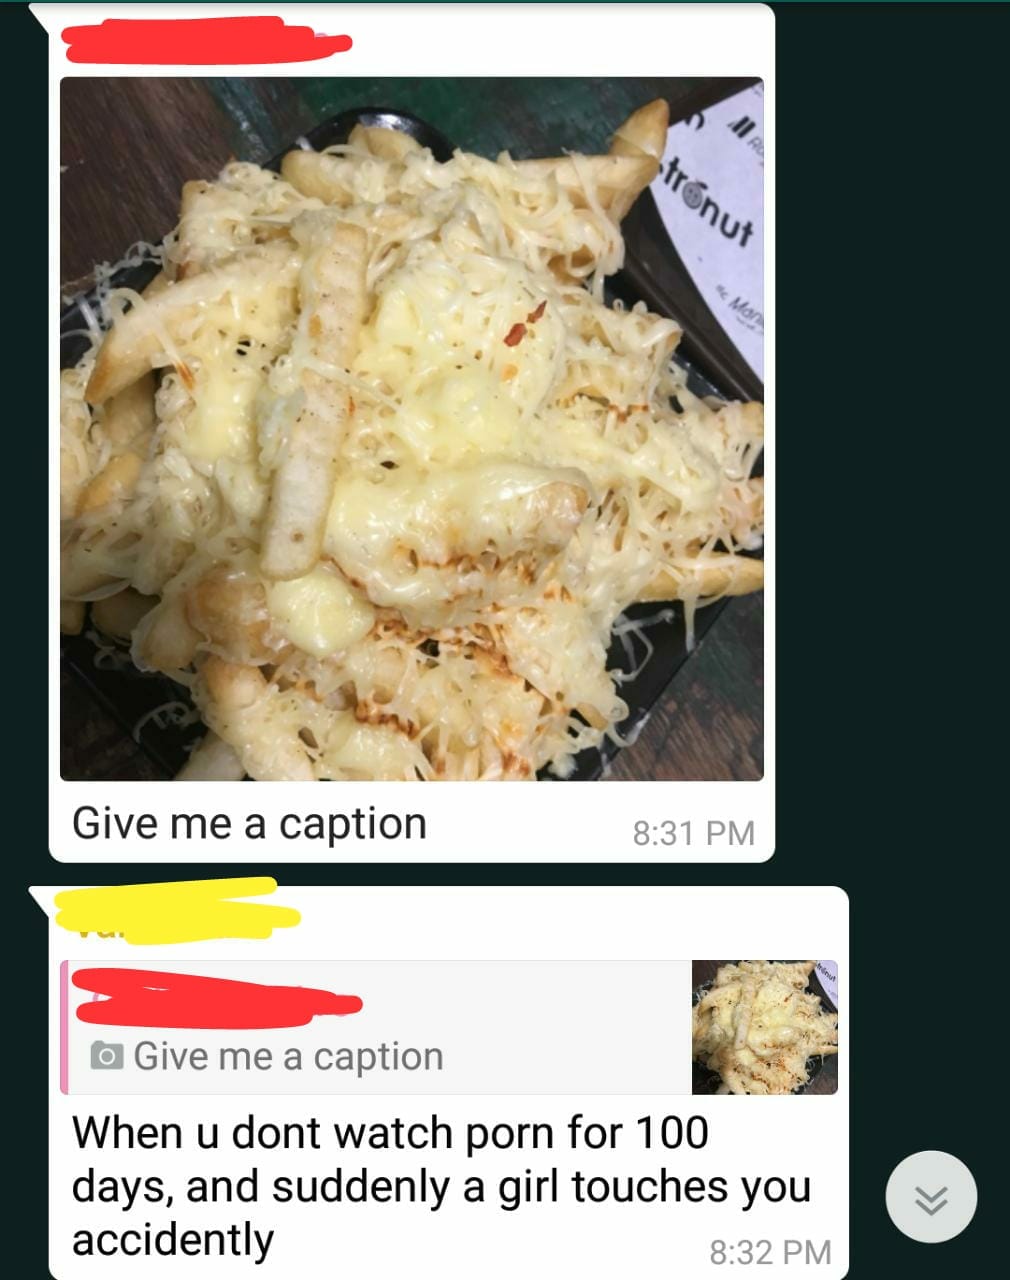 trónut
Give me a caption
8:31 PM
Give me a caption
When u dont watch porn for 100
days, and suddenly a girl touches you
accidently
8:32 PM